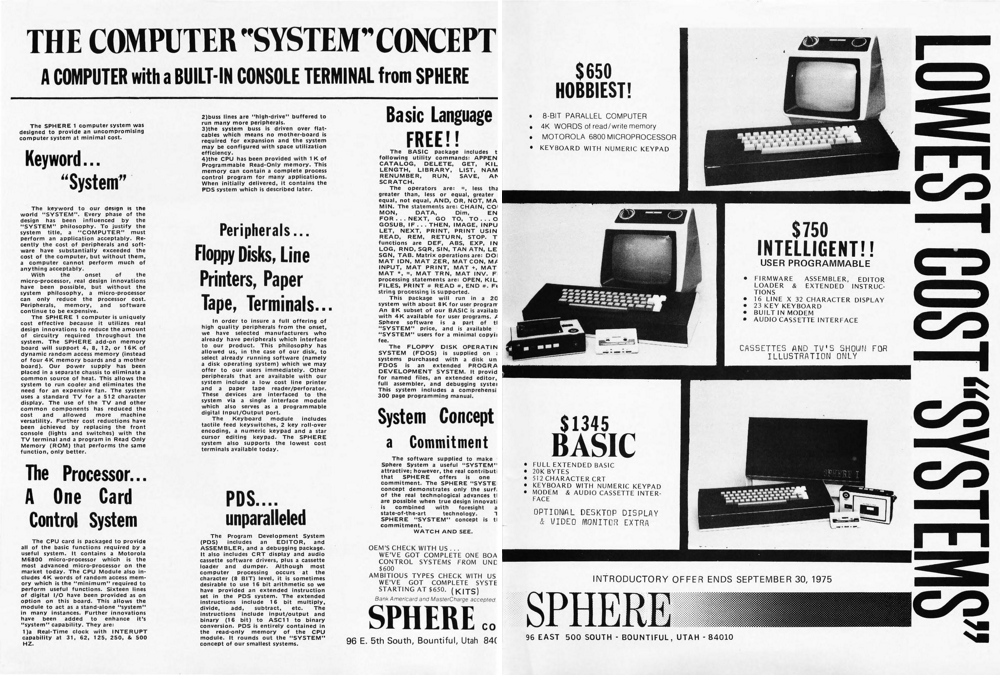 THE COMPUTER "SYSTEM" CONCEPT
A COMPUTER with a BUILT-IN CONSOLE TERMINAL from SPHERE
The SPHERE 1 computer system was
designed to provide an uncompromising
computer system at minimal cost.
Keyword...
"System"
The keyword to our design is the
world "SYSTEM". Every phase of the
design has been influenced by the
"SYSTEM" philosophy. To justify the
system title, a "COMPUTER" must
perform an application acceptably. Re-
cently the cost of peripherals and soft-
ware have substantially exceeded the
cost of the computer, but without them,
a computer cannot perform much of
anything acceptably.
With the onset of the
micro-processor, real design innovations
have been possible, but without the
system philosophy, a micro-processor
can only reduce the processor cost.
Peripherals, memory, and software
continue to be expensive.
The SPHERE 1 computer is uniquely
cost effective because it utilizes real
design innovations to reduce the amount
of circuitry required throughout the
system. The SPHERE add-on memory
board will support 4, 8, 12, or 16K of
dynamic random access memory (instead
of four 4K memory boards and a mother
board). Our power supply has been
placed in a separate chassis to eliminate a
common source of heat. This allows the
system to run cooler and eliminates the
need for an expensive fan. The system
uses a standard TV for a 512 character
display. The use of the TV and other
common components has reduced the
cost and allowed more machine
versatility. Further cost reductions have
been achieved by replacing the front
console (lights and switches) with the
TV terminal and a program in Read Only
Memory (ROM) that performs the same
function, only better.
The Processor...
A One Card
Control System
The CPU card is packaged to provide
all of the basic functions required by a
useful system. It contains a Motorola
M6800 micro-processor which is the
most advanced micro-processor on the
market today. The CPU Module also in-
cludes 4K words of random access mem-
ory which is the "minimum" required to
perform useful functions. Sixteen lines
of digital I/O have been provided as an
option on this board. This allows the
module to act as a stand-alone "system"
in many instances. Further innovations
have been added to enhance it's
"system" capability. They are:
1)a Real-Time clock with INTERUPT
capability at 31, 62, 125, 250, & 500
HZ.
2)buss lines are "high-drive" buffered to
run many more peripherals.
3)the system buss is driven over flat-
cables which means no mother-board is
required for expansion and the system
may be configured with space utilization
efficiency.
4)the CPU has been provided with 1K of
Programmable Read-Only memory. This
memory can contain a complete process
control program for many applications.
When initially delivered, it contains the
PDS system which is described later.
Peripherals...
Floppy Disks, Line
Printers, Paper
Tape, Terminals...
In order to insure a full offering of
high quality peripherals from the onset,
we have selected manufacturers who
already have peripherals which interface
to our product. This philosophy has
allowed us, in the case of our disk, to
select already running software (namely
a disk operating system) which we may
offer to our users immediately. Other
peripherals that are available with our
system include a low cost line printer
and a paper tape reader/perforator.
These devices are interfaced to the
system via a single interface module
which also serves as a programmable
digital Input/Output port.
The Keyboard module includes
tactile feed keyswitches, 2 key roll-over
encoding, a numeric keypad and a star
cursor editing keypad. The SPHERE
system also supports the lowest cost
terminals available today.
PDS....
unparalleled
The Program Development System
(PDS) includes an EDITOR, and
ASSEMBLER, and a debugging package.
It also includes CRT display and audio
cassette software drivers, plus a cassette
loader and dumper. Although most
computer processing occurs at the
character (8 BIT) level, it is sometimes
desirable to use 16 bit arithmetic so we
have provided an extended instruction
set in the PDS system. The extended
instructions include 16 bit multiply,
divide, add, subtract, etc. The
instructions include input/output and
binary (16 bit) to ASC11 to binary
conversion. PDS is entirely contained in
the read-only memory of the CPU
module. It rounds out the "SYSTEM"
concept of our smallest systems.
Basic Language
FREE!!
The BASIC package includes t
following utility commands: APPEN
CATALOG, DELETE, GET, KIL
LENGTH, LIBRARY, LIST, NAM
RENUMBER, RUN, SAVE, AN
SCRATCH.
The operators are: =, less tha
greater than, less or equal, greater
equal, not equal, AND, OR, NOT, MA
MIN. The statements are: CHAIN, CO
MON, DATA, Dim, EN
FOR...NEXT, GO TO, TO... O
GOSUB, IF...THEN, IMAGE, INPU
LET, NEXT, PRINT, PRINT USIN
READ, REM, RETURN, STOP. T
functions are DEF, ABS, EXP, IN
LOG, RND, SQR, SIN, TAN ATN, LE
SGN, TAB. Matrix operations are: DO
MAT DIN, MAT ZER, MAT CON, MA
INPUT, MAT PRINT, MAT +, MAT
MAT *, =, MAT TRN, MAT INV. F
processing statements are: OPEN, KIL
FILES, PRINT # READ #, END #. F
string processing is supported.
This package will run in a 20
system with about 8K for user program
An 8K subset of our BASIC is availab
with 4K available for user programs. A
Sphere software is a part of t
"SYSTEM" price, and is available
"SYSTEM" users for a minimal copyi
fee.
The FLOPPY DISK OPERATIN
SYSTEM (FDOS) is supplied on a
systems purchased with a disk un
FDOS is an extended PROGRA
DEVELOPMENT SYSTEM. It provid
for named files, an extended editor,
full assembler, and debugging syster
This system includes a comprehensi
300 page programming manual.
System Concept
a Commitment
The software supplied to make
Sphere System a useful "SYSTEM"
attractive; however, the real contribut
that SPHERE offers is one
commitment. The SPHERE "SYSTE
concept demonstrates only the surf
of the real technological advances t
are possible when true design innovati
is combined with foresight a
state-of-the-art technology. T
SPHERE "SYSTEM" concept is t
commitment.
WATCH AND SEE.
OEM'S CHECK WITH US...
WE'VE GOT COMPLETE ONE BOA
CONTROL SYSTEMS FROM UND
$600
AMBITIOUS TYPES CHECK WITH US
WE'VE GOT COMPLETE SYSTE
STARTING AT $650. (KITS)
Bank Americard and MasterCharge accepted
SPHERE CO
96 E. 5th South, Bountiful, Utah 840
$650
HOBBIEST!
• 8-BIT PARALLEL COMPUTER
• 4K WORDS of read/write memory
• MOTOROLA 6800 MICROPROCESSOR
• KEYBOARD WITH NUMERIC KEYPAD
$750
INTELLIGENT!!
USER PROGRAMMABLE
• FIRMWARE ASSEMBLER, EDITOR
LOADER & EXTENDED INSTRUC-
TIONS
• 16 LINE X 32 CHARACTER DISPLAY
• 23 KEY KEYBOARD
• BUILT IN MODEM
• AUDIO CASSETTE INTERFACE
CASSETTES AND TV'S SHOWN FOR
ILLUSTRATION ONLY
$1345
BASIC
• FULL EXTENDED BASIC
• 20K BYTES
• 512 CHARACTER CRT
• KEYBOARD WITH NUMERIC KEYPAD
• MODEM & AUDIO CASSETTE INTER-
FACE
OPTIONAL DESKTOP DISPLAY
& VIDEO MONITOR EXTRA
SPHERE 1
INTRODUCTORY OFFER ENDS SEPTEMBER 30, 1975
SPHERE
96 EAST 500 SOUTH - BOUNTIFUL, UTAH - 84010
LOWEST COST "SYSTEMS"